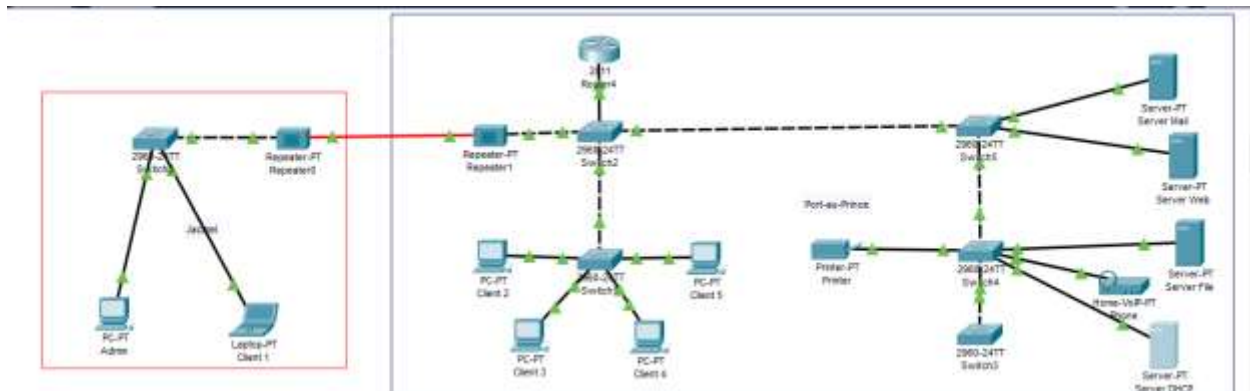 2960-24TT
Repeater-PT
Repeater0
Jacmel
PC-PT
Admin
Laptop-PT
Client 1
Router4
Repeater-PT
Repeater1
2960-24TT
Switch2
PC-PT
Client 2
PC-PT
Client 3
PC-PT
Client 4
PC-PT
Client 5
2960-24TT
Switch5
Server-PT
Server Mail
Server-PT
Server Web
Port-au-Prince
Printer-PT
Printer
2960-24TT
Switch4
Server-PT
Server File
Home-VoIP-PT
Phone
2960-24TT
Switch3
Server-PT
Server DHCP